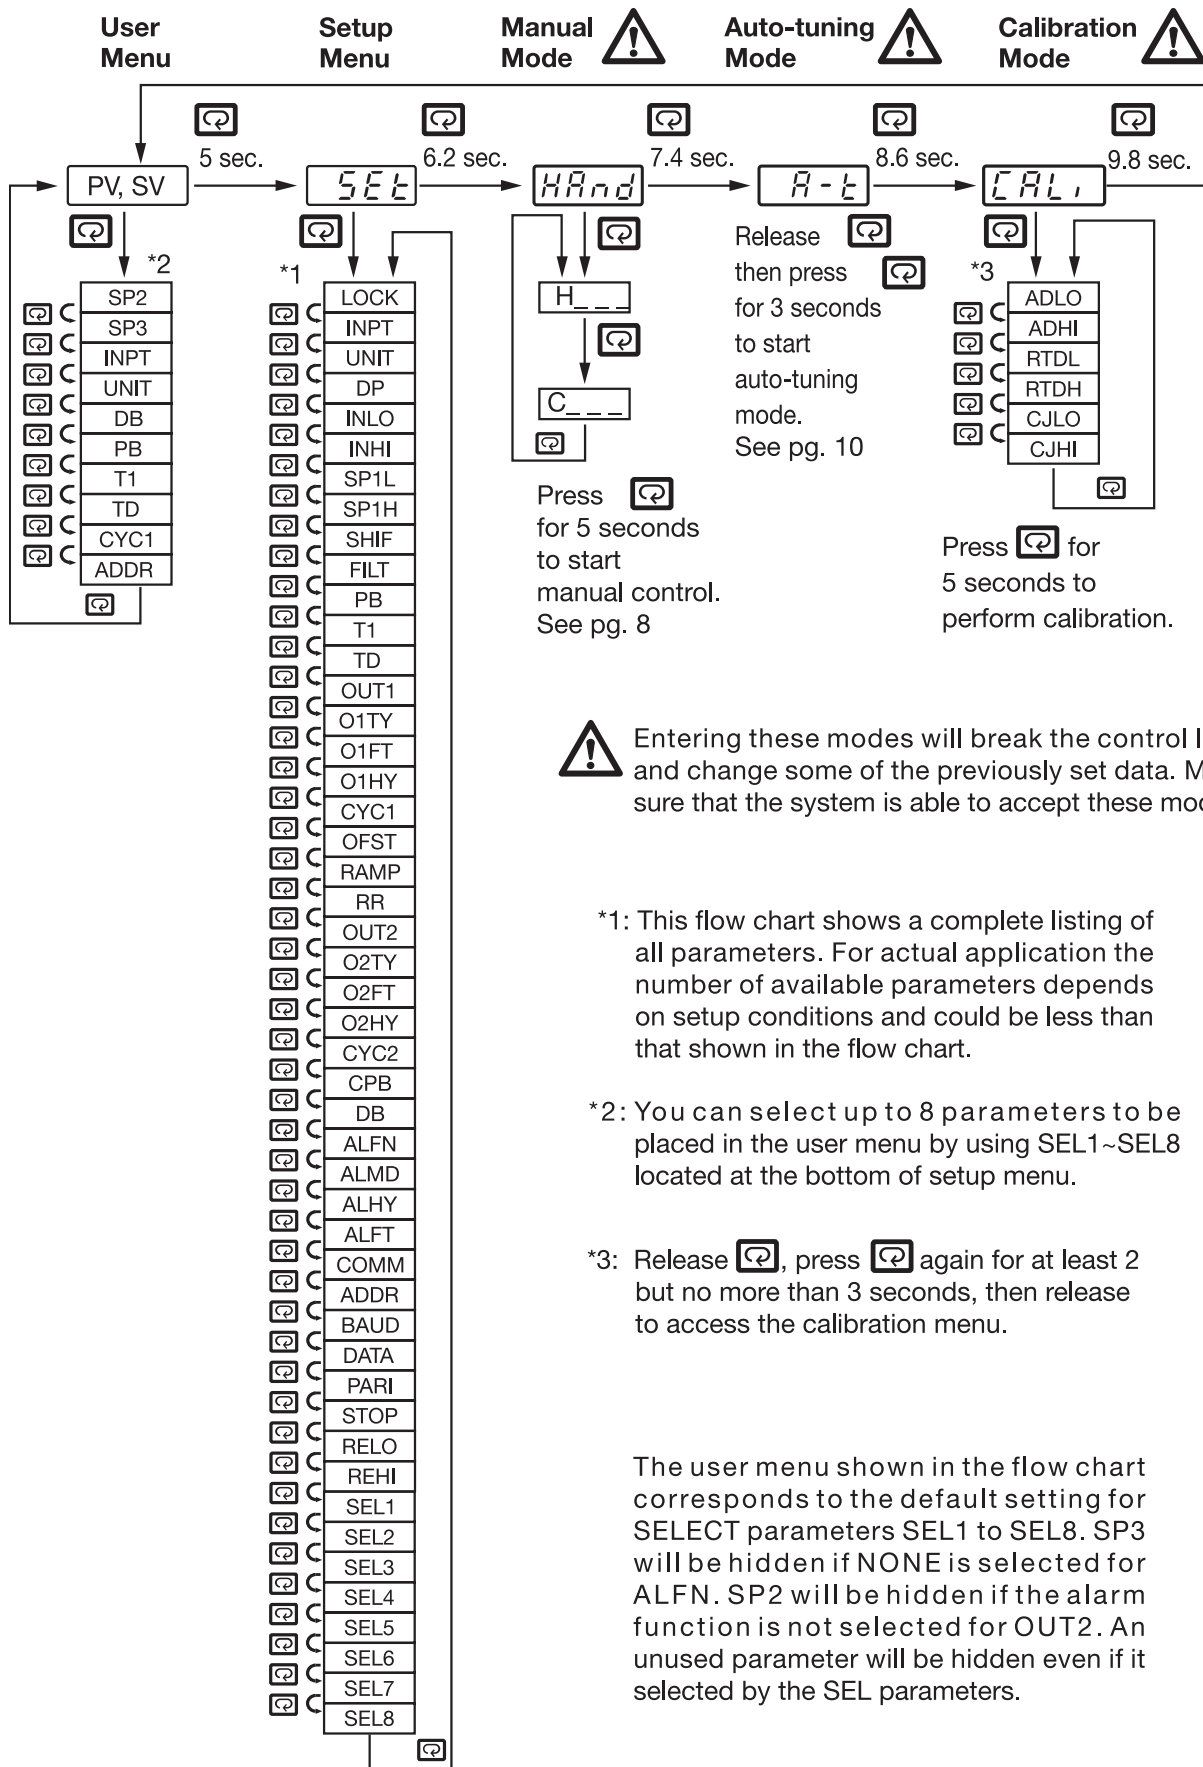 User Menu
Setup Menu
Manual Mode
Auto-tuning Mode
Calibration Mode
5 sec.
6.2 sec.
7.4 sec.
8.6 sec.
9.8 sec.
PV, SV
SEt
HAnd
A-t
CALi
*2
SP2
SP3
INPT
UNIT
DB
PB
T1
TD
CYC1
ADDR
*1
LOCK
INPT
UNIT
DP
INLO
INHI
SP1L
SP1H
SHIF
FILT
PB
T1
TD
OUT1
O1TY
O1FT
O1HY
CYC1
OFST
RAMP
RR
OUT2
O2TY
O2FT
O2HY
CYC2
CPB
DB
ALFN
ALMD
ALHY
ALFT
COMM
ADDR
BAUD
DATA
PARI
STOP
RELO
REHI
SEL1
SEL2
SEL3
SEL4
SEL5
SEL6
SEL7
SEL8
H_ _ _
C_ _ _
Press
for 5 seconds
to start
manual control.
See pg. 8
Release
then press
for 3 seconds
to start
auto-tuning
mode.
See pg. 10
*3
ADLO
ADHI
RTDL
RTDH
CJLO
CJHI
Press for
5 seconds to
perform calibration.
Entering these modes will break the control
and change some of the previously set data.
sure that the system is able to accept these
*1: This flow chart shows a complete listing of
all parameters. For actual application the
number of available parameters depends
on setup conditions and could be less than
that shown in the flow chart.
*2: You can select up to 8 parameters to be
placed in the user menu by using SEL1~SEL8
located at the bottom of setup menu.
*3: Release , press again for at least 2
but no more than 3 seconds, then release
to access the calibration menu.
The user menu shown in the flow chart
corresponds to the default setting for
SELECT parameters SEL1 to SEL8. SP3
will be hidden if NONE is selected for
ALFN. SP2 will be hidden if the alarm
function is not selected for OUT2. An
unused parameter will be hidden even if it
selected by the SEL parameters.